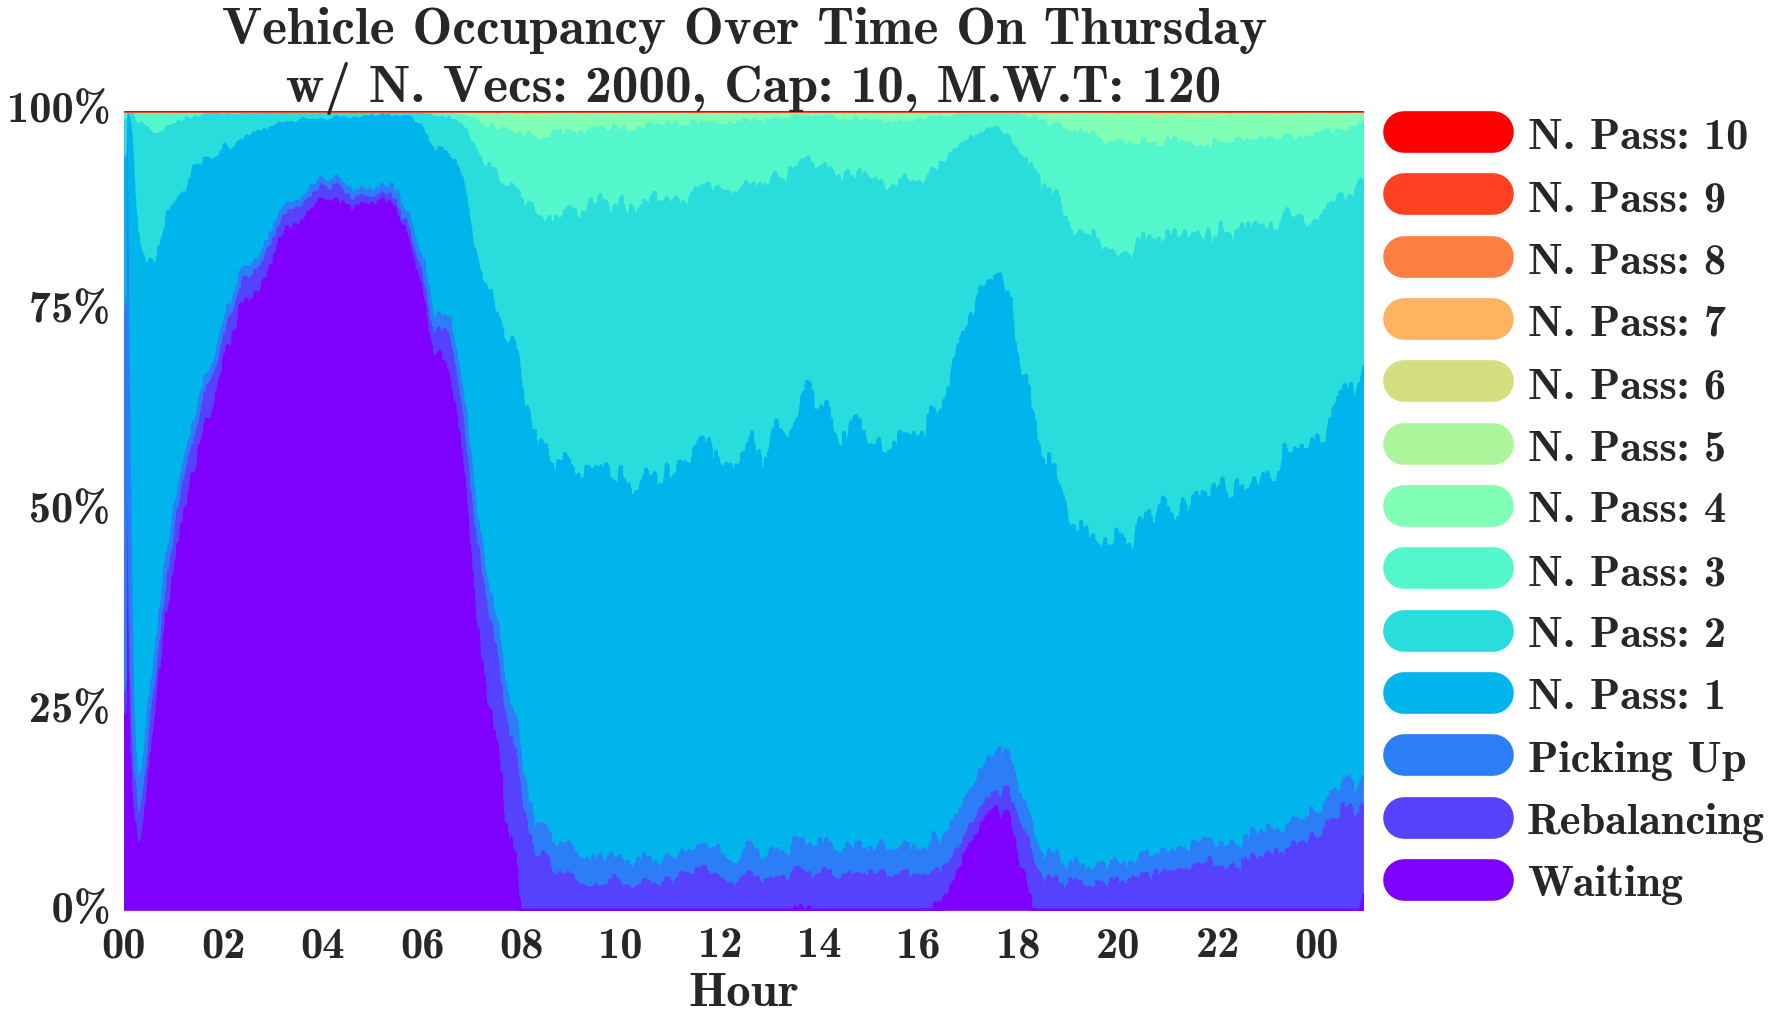 Vehicle Occupancy Over Time On Thursday
w/ N. Vecs: 2000, Cap: 10, M.W.T: 120
100%
75%
50%
25%
0%
00 02 04 06 08 10 12 14 16 18 20 22 00
Hour
N. Pass: 10
N. Pass: 9
N. Pass: 8
N. Pass: 7
N. Pass: 6
N. Pass: 5
N. Pass: 4
N. Pass: 3
N. Pass: 2
N. Pass: 1
Picking Up
Rebalancing
Waiting